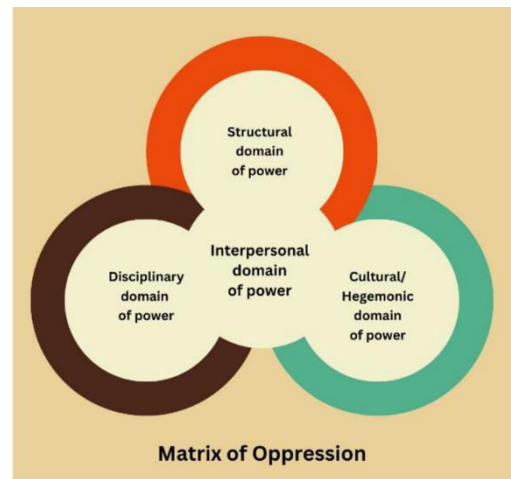 Structural
domain
of power
Interpersonal
domain
of power
Disciplinary
domain
of power
Cultural/
Hegemonic
domain
of power
Matrix of Oppression